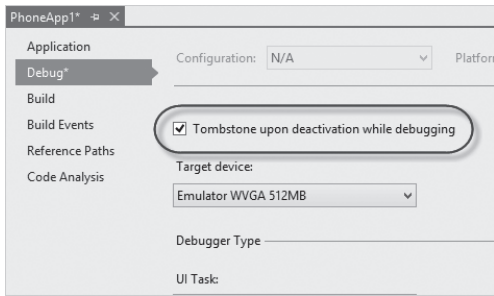 PhoneApp1*
Application
Debug*
Build
Build Events
Reference Paths
Code Analysis
Configuration: N/A
Tombstone upon deactivation while debugging
Target device:
Emulator WVGA 512MB
Debugger Type
UI Task: